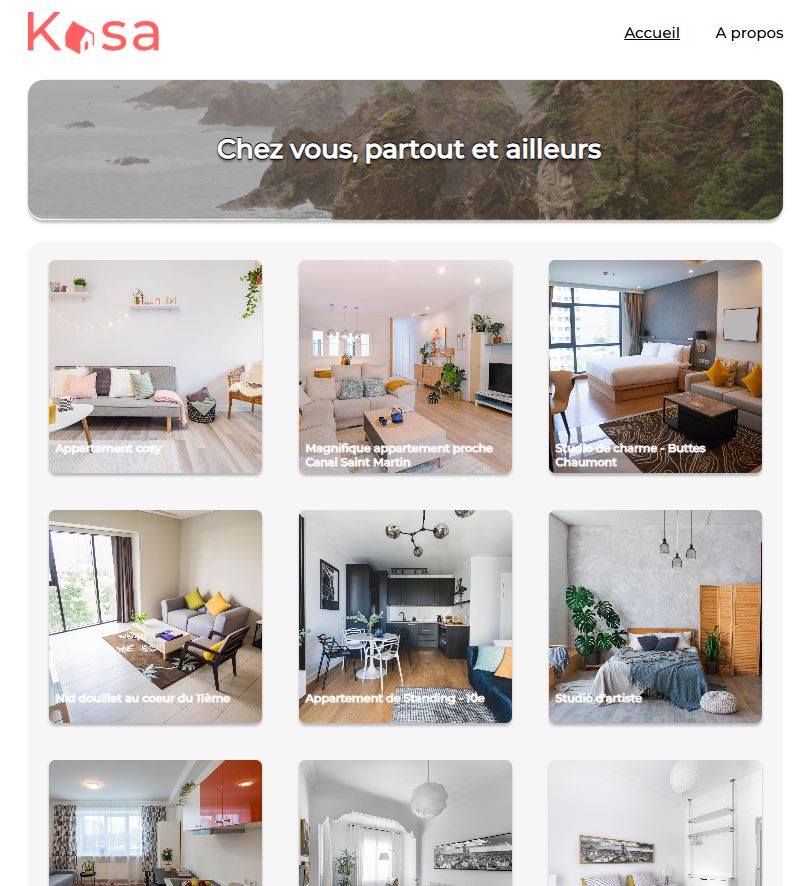 Kasa
Accueil
A propos
Chez vous, partout et ailleurs
Appartement cosy
Magnifique appartement proche
Canal Saint Martin
Studio de charme - Buttes
Chaumont
Nid douillet au coeur du 11ème
Appartement de Standing - 10e
Studio d'artiste